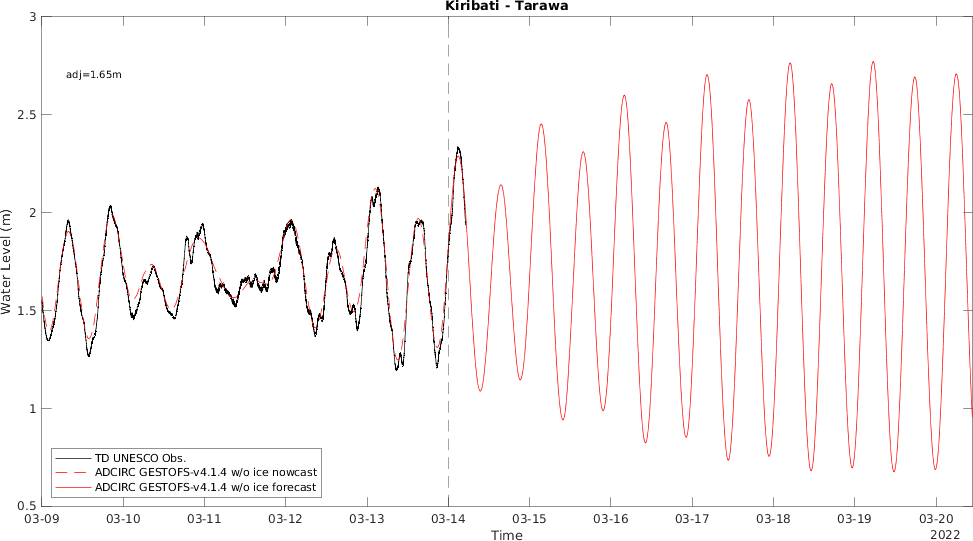 Kiribati - Tarawa
3
adj=1.65m
2.5
2
Water Level (m)
1.5
1
TD UNESCO Obs.
ADCIRC GESTOFS-v4.1.4 w/o ice nowcast
ADCIRC GESTOFS-v4.1.4 w/o ice forecast
0.5
03-09 03-10 03-11 03-12 03-13 03-14 03-15 03-16 03-17 03-18 03-19 03-20
Time 2022